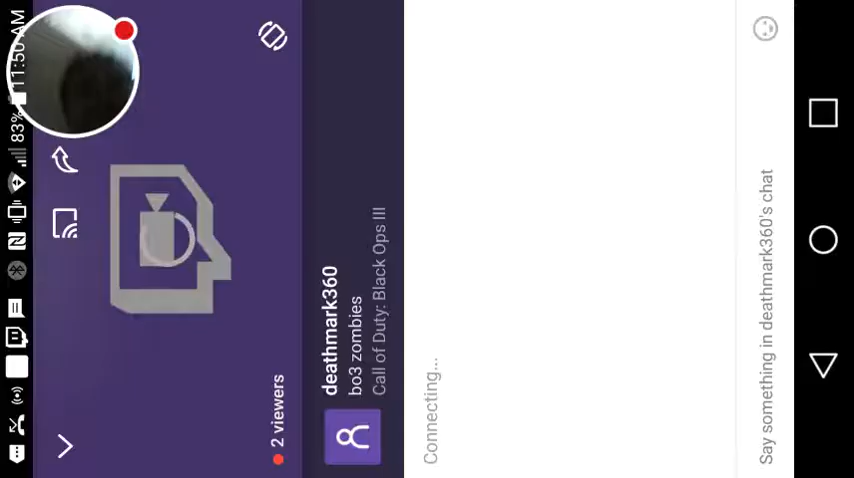 83% 11:50 AM
2 viewers
deathmark360
bo3 zombies
Call of Duty: Black Ops III
Connecting...
Say something in deathmark360's chat